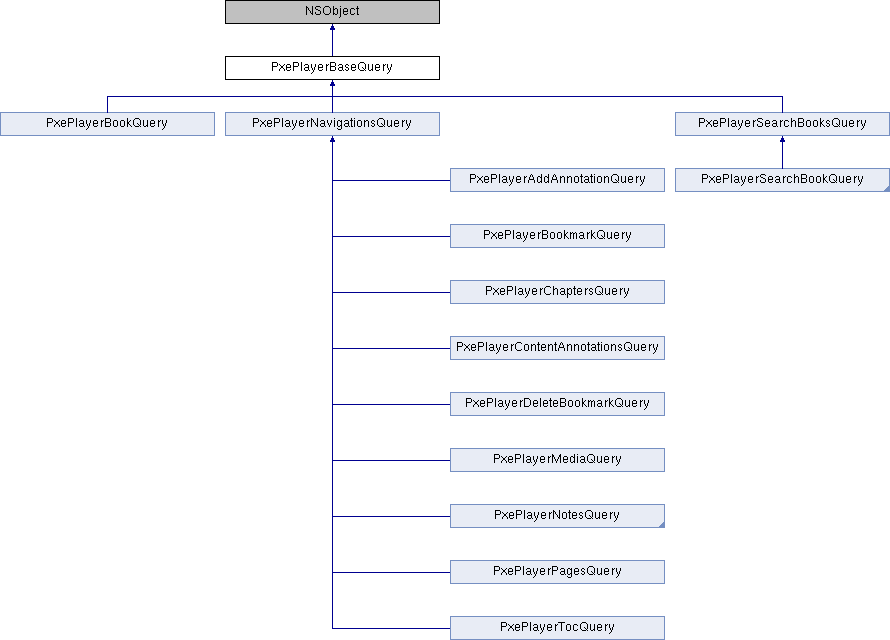 NSObject
PxePlayerBaseQuery
PxePlayerBookQuery
PxePlayerNavigationsQuery
PxePlayerSearchBooksQuery
PxePlayerAddAnnotationQuery
PxePlayerSearchBookQuery
PxePlayerBookmarkQuery
PxePlayerChaptersQuery
PxePlayerContentAnnotationsQuery
PxePlayerDeleteBookmarkQuery
PxePlayerMediaQuery
PxePlayerNotesQuery
PxePlayerPagesQuery
PxePlayerTocQuery